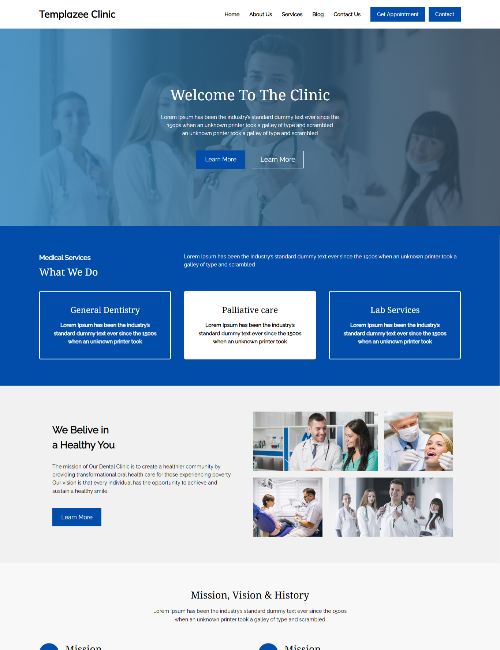 Templazee Clinic
Home About Us Services Blog Contact Us Get Appointment Contact
Welcome To The Clinic
Lorem Ipsum has been the industry's standard dummy text ever since the
1500s when an unknown printer took a galley of type and scrambled
an unknown printer took a galley of type and scrambled
Learn More Learn More
Medical Services
What We Do
Lorem Ipsum has been the industry's standard dummy text ever since the 1500s when an unknown printer took a
galley of type and scrambled
General Dentistry
Lorem Ipsum has been the industry's
standard dummy text ever since the 1500s
when an unknown printer took
Palliative care
Lorem Ipsum has been the industry's
standard dummy text ever since the 1500s
when an unknown printer took
Lab Services
Lorem Ipsum has been the industry's
standard dummy text ever since the 1500s
when an unknown printer took
We Belive in
a Healthy You
The mission of Our Dental Clinic is to create a healthier community by
providing transformational oral health care for those experiencing poverty.
Our vision is that every individual has the opportunity to achieve and
sustain a healthy smile.
Learn More
Mission, Vision & History
Lorem Ipsum has been the industry's standard dummy text ever since the 1500s
when an unknown printer took a galley of type and scrambled
Mission
Mission